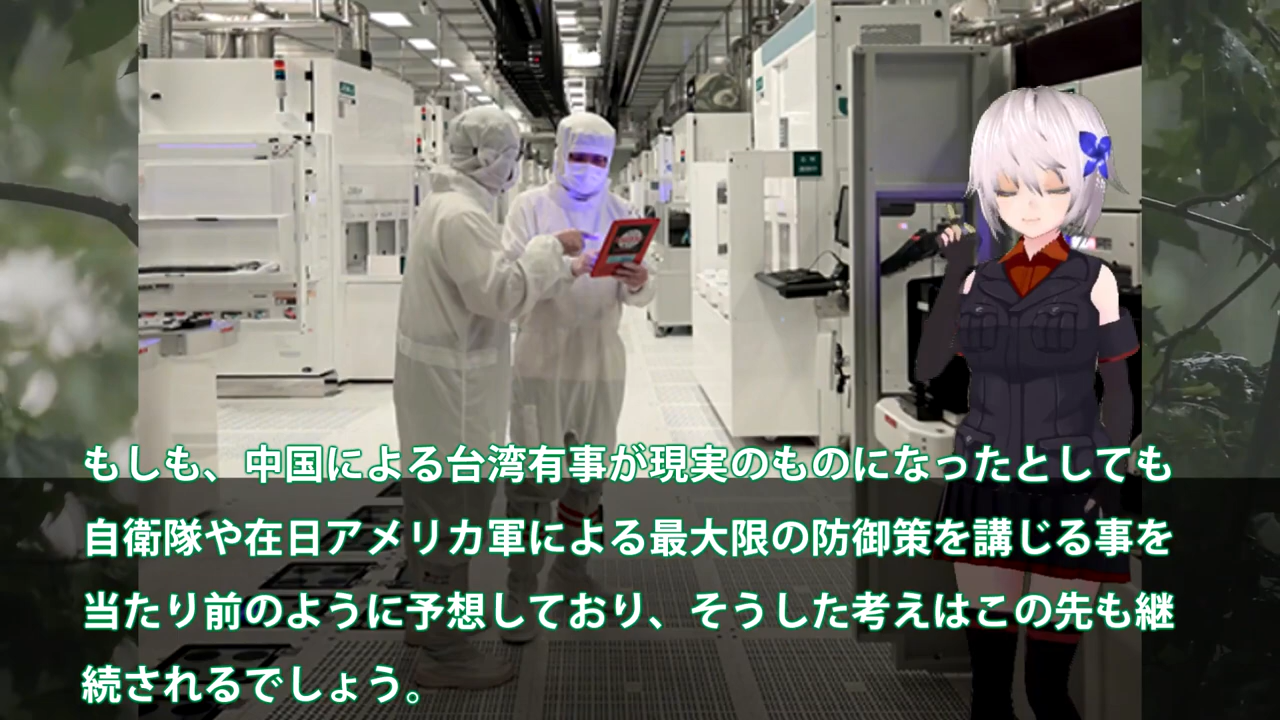 もしも、中国による台湾有事が現実のものになったとしても
自衛隊や在日アメリカ軍による最大限の防御策を講じる事を
当たり前のように予想しており、そうした考えはこの先も継
続されるでしょう。